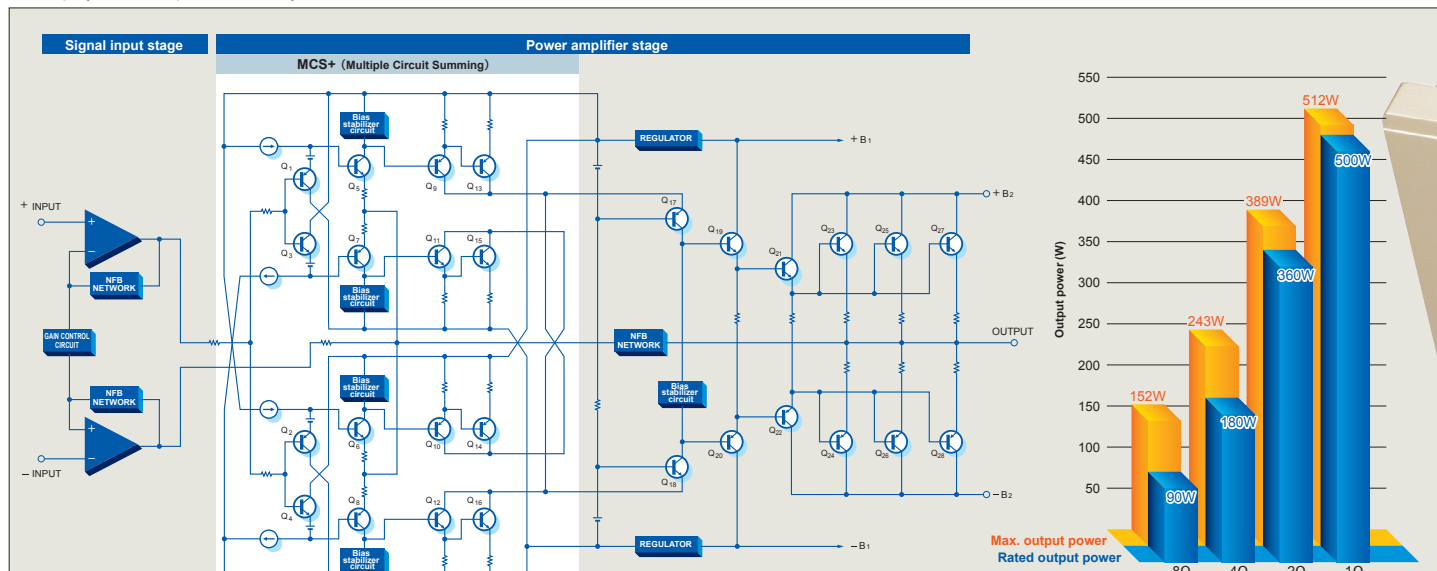 Signal input stage
Power amplifier stage
MCS+ (Multiple Circuit Summing)
Bias stabilizer circuit
REGULATOR
+ B1
Q1
Q5
Q9
Q13
+ INPUT
+
−
NFB NETWORK
GAIN CONTROL CIRCUIT
NFB NETWORK
+
−
− INPUT
Q3
Q7
Q11
Q15
Bias stabilizer circuit
Q17
Q19
Q21
Q23
Q25
Q27
+ B2
NFB NETWORK
OUTPUT
Bias stabilizer circuit
Bias stabilizer circuit
Q2
Q6
Q10
Q14
Q18
Q20
Q22
Q24
Q26
Q28
− B2
Q4
Q8
Q12
Q16
Bias stabilizer circuit
REGULATOR
− B1
Output power (W)
550
500
450
400
350
300
250
200
150
100
50
152W
243W
389W
512W
90W
180W
360W
500W
Max. output power
Rated output power
8Ω
4Ω
2Ω
1Ω